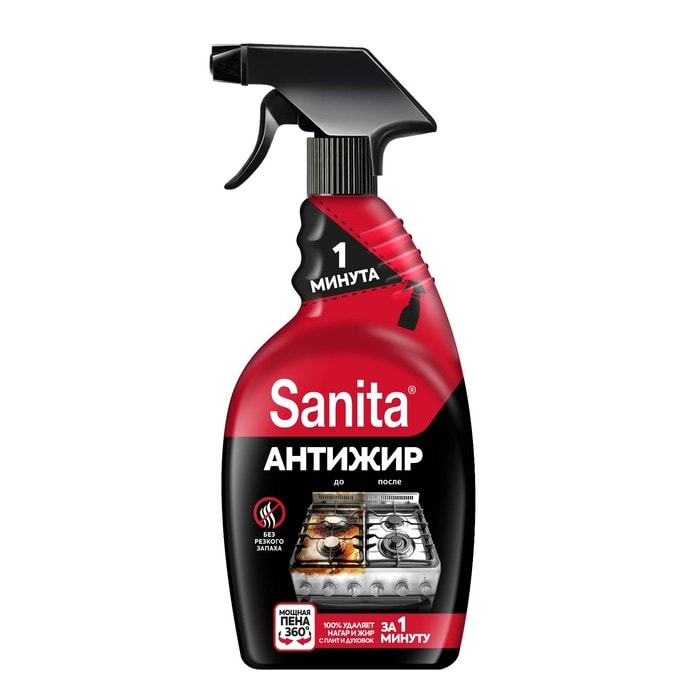 1
МИНУТА
Sanita®
АНТИЖИР
до после
БЕЗ
РЕЗКОГО
ЗАПАХА
МОЩНАЯ
ПЕНА
360°
100% УДАЛЯЕТ
НАГАР И ЖИР
С ПЛИТ И ДУХОВОК
ЗА 1
МИНУТУ